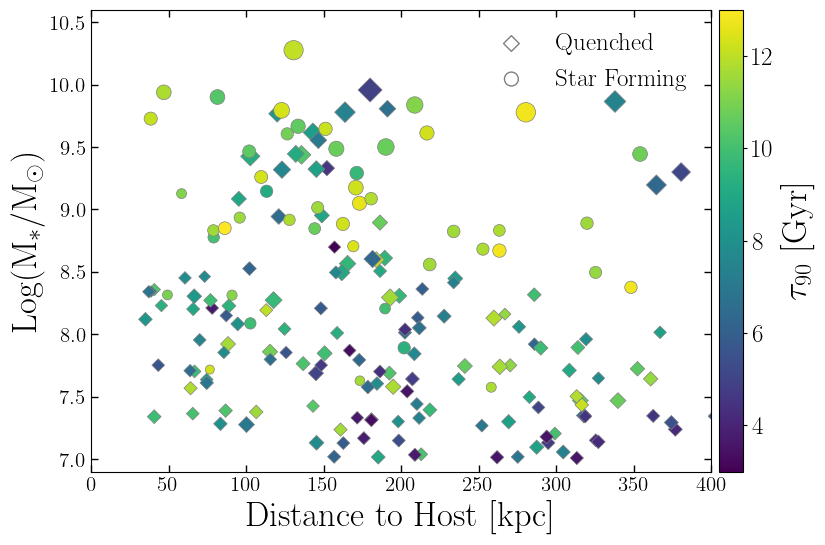 Quenched
Star Forming
Log(M*/M⊙)
10.5
10.0
9.5
9.0
8.5
8.0
7.5
7.0
0 50 100 150 200 250 300 350 400
Distance to Host [kpc]
12
10
8
6
4
τ90 [Gyr]